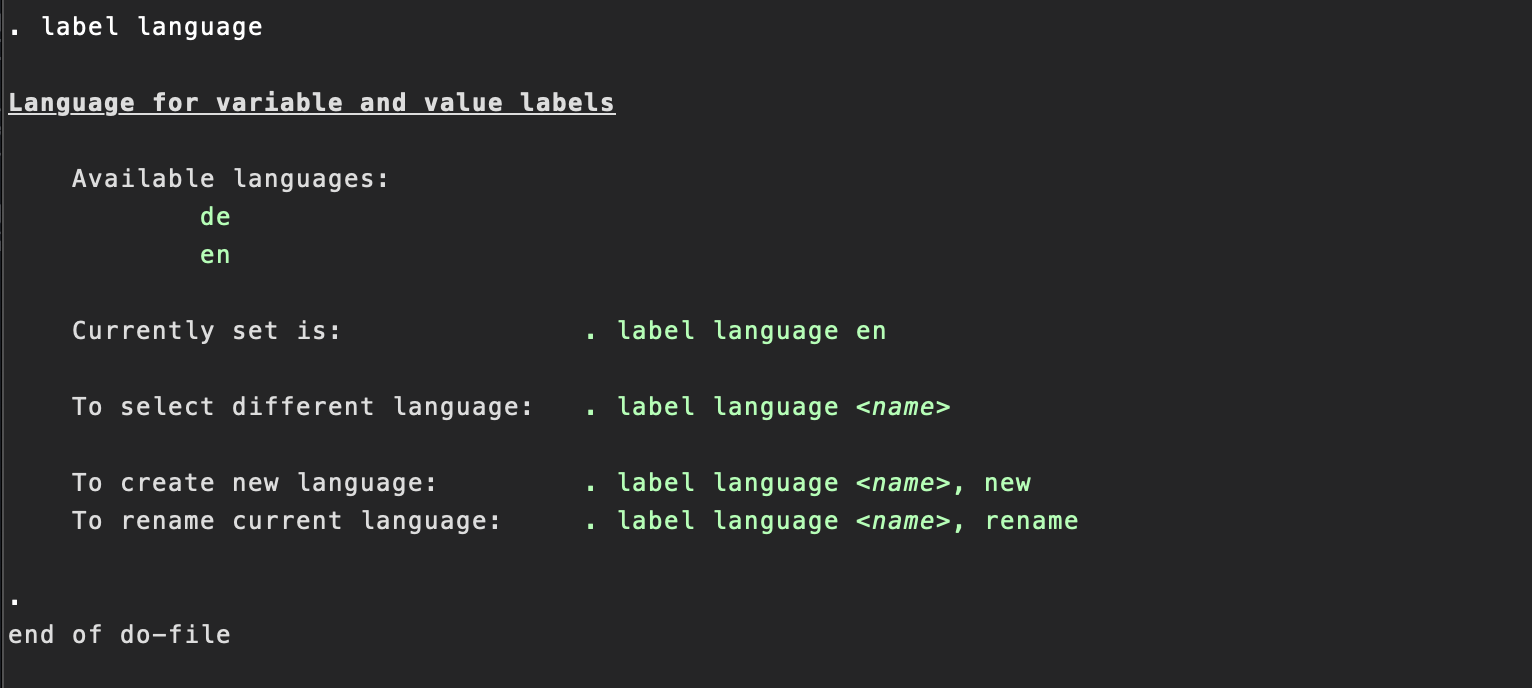 . label language
Language for variable and value labels
Available languages:
de
en
Currently set is: . label language en
To select different language: . label language <name>
To create new language: . label language <name>, new
To rename current language: . label language <name>, rename
.
end of do-file